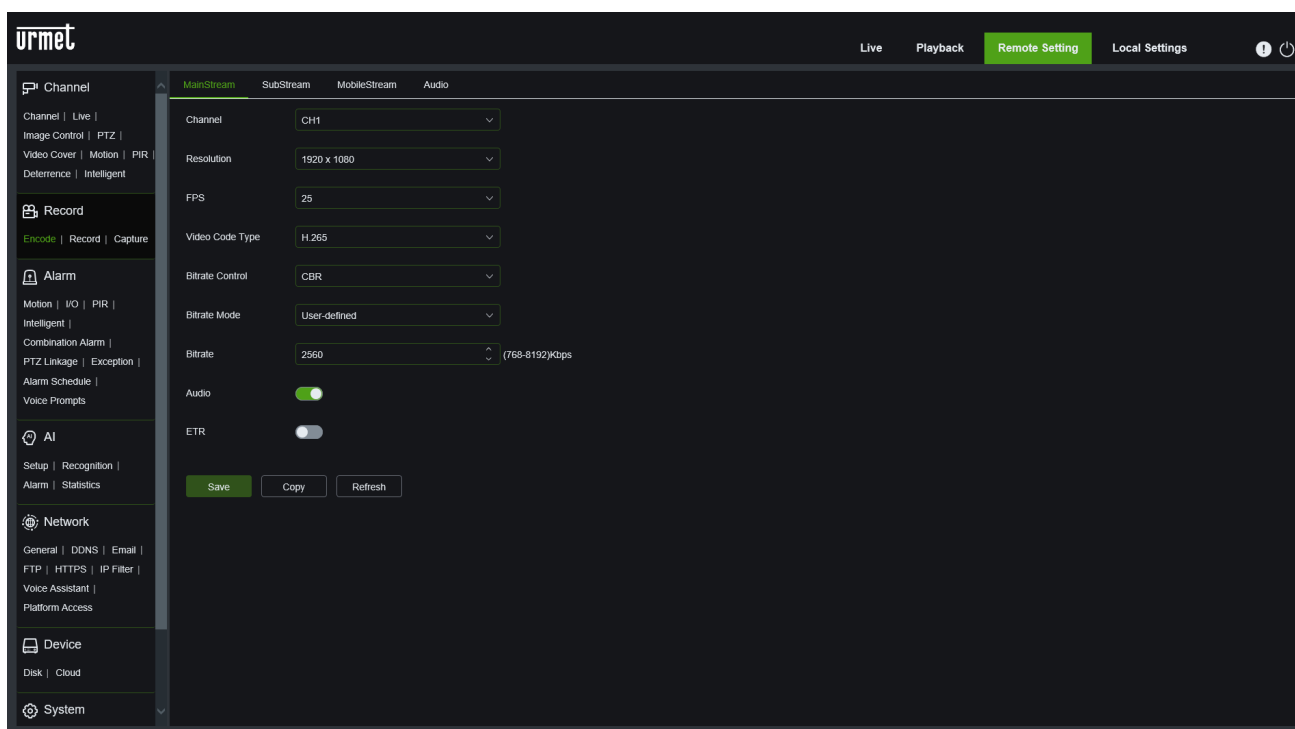 urmet
Live Playback Remote Setting Local Settings
Channel
Channel | Live |
Image Control | PTZ |
Video Cover | Motion | PIR |
Deterrence | Intelligent
Record
Encode | Record | Capture
Alarm
Motion | I/O | PIR |
Intelligent |
Combination Alarm |
PTZ Linkage | Exception |
Alarm Schedule |
Voice Prompts
AI
Setup | Recognition |
Alarm | Statistics
Network
General | DDNS | Email |
FTP | HTTPS | IP Filter |
Voice Assistant |
Platform Access
Device
Disk | Cloud
System
MainStream SubStream MobileStream Audio
Channel CH1
Resolution 1920 x 1080
FPS 25
Video Code Type H.265
Bitrate Control CBR
Bitrate Mode User-defined
Bitrate 2560 (768-8192)Kbps
Audio
ETR
Save Copy Refresh